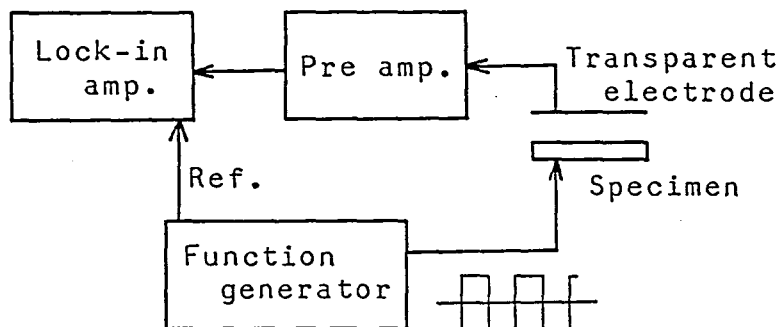 Lock-in
amp.
Pre amp.
Transparent
electrode
Ref.
Specimen
Function
generator